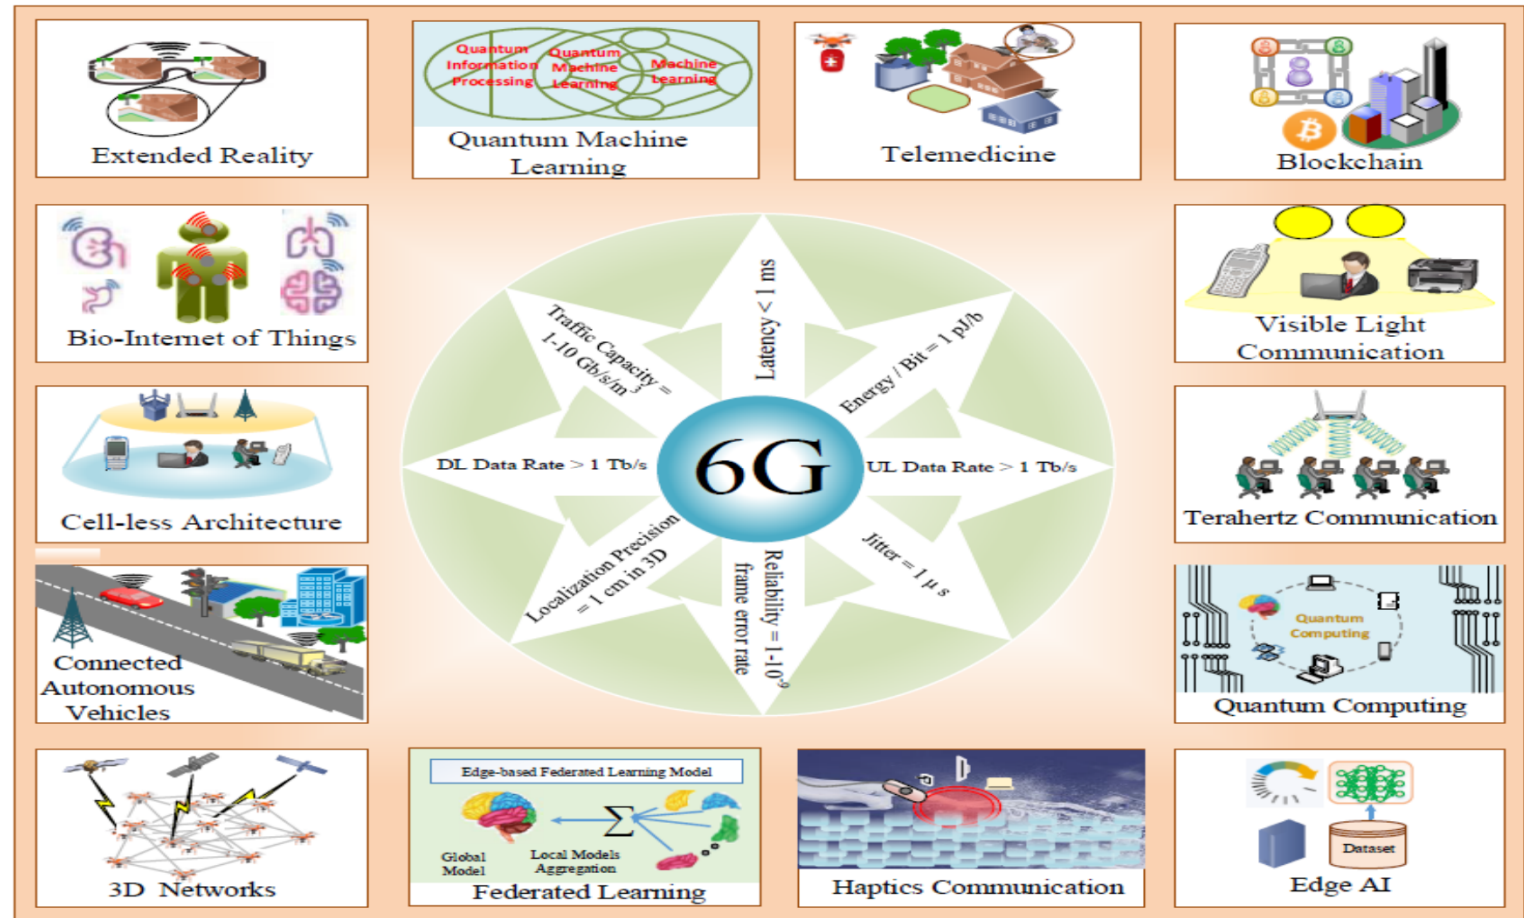 Quantum
Information
Processing
Quantum
Machine
Learning
Machine
Learning
Extended Reality
Quantum Machine
Learning
Telemedicine
Blockchain
Bio-Internet of Things
Visible Light
Communication
Cell-less Architecture
Terahertz Communication
Connected
Autonomous
Vehicles
Quantum
Computing
Quantum Computing
Latency < 1 ms
Energy / Bit = 1 pJ/b
UL Data Rate > 1 Tb/s
Jitter = 1 μ s
Reliability = 1-10⁻⁹
frame error rate
Localization Precision
= 1 cm in 3D
DL Data Rate > 1 Tb/s
Traffic Capacity =
1-10 Gb/s/m³
6G
3D Networks
Edge-based Federated Learning Model
Σ
Global
Model
Local Models
Aggregation
Federated Learning
Haptics Communication
Dataset
Edge AI